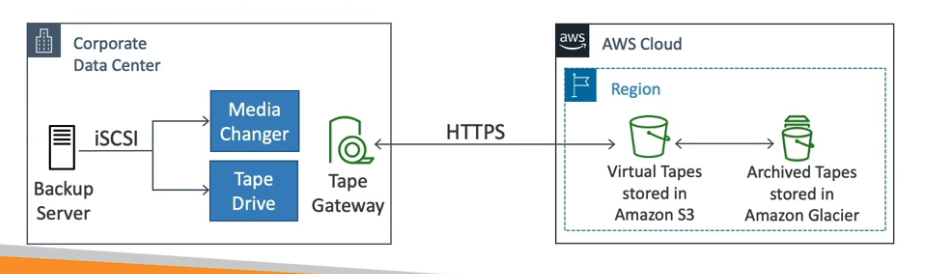 Corporate
Data Center
Backup
Server
iSCSI
Media
Changer
Tape
Drive
Tape
Gateway
HTTPS
aws
AWS Cloud
Region
Virtual Tapes
stored in
Amazon S3
Archived Tapes
stored in
Amazon Glacier